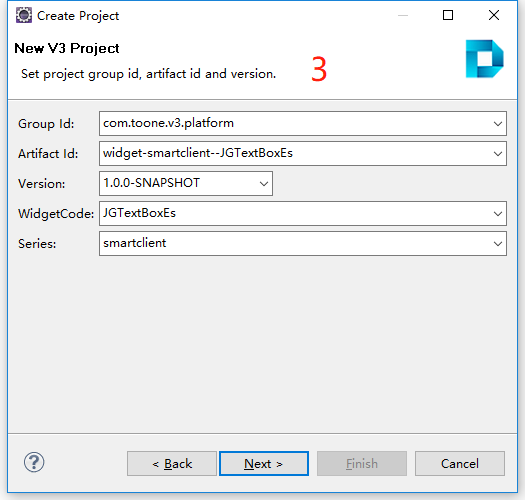 Create Project
New V3 Project
Set project group id, artifact id and version.
3
Group Id: com.toone.v3.platform
Artifact Id: widget-smartclient--JGTextBoxEs
Version: 1.0.0-SNAPSHOT
WidgetCode: JGTextBoxEs
Series: smartclient
? < Back Next > Finish Cancel